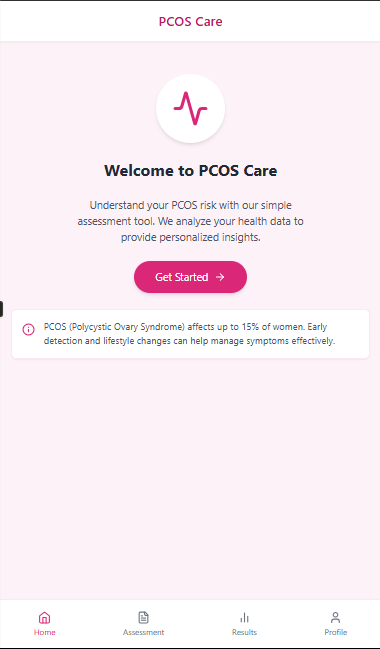 PCOS Care
Welcome to PCOS Care
Understand your PCOS risk with our simple
assessment tool. We analyze your health data to
provide personalized insights.
Get Started →
PCOS (Polycystic Ovary Syndrome) affects up to 15% of women. Early
detection and lifestyle changes can help manage symptoms effectively.
Home
Assessment
Results
Profile